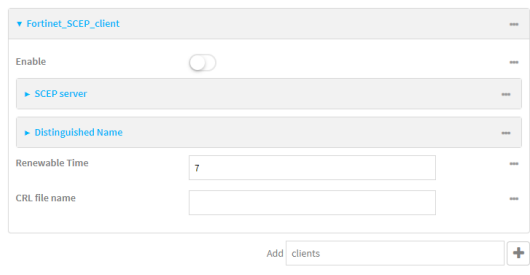 Fortinet_SCEP_client
Enable
SCEP server
Distinguished Name
Renewable Time 7
CRL file name
Add clients